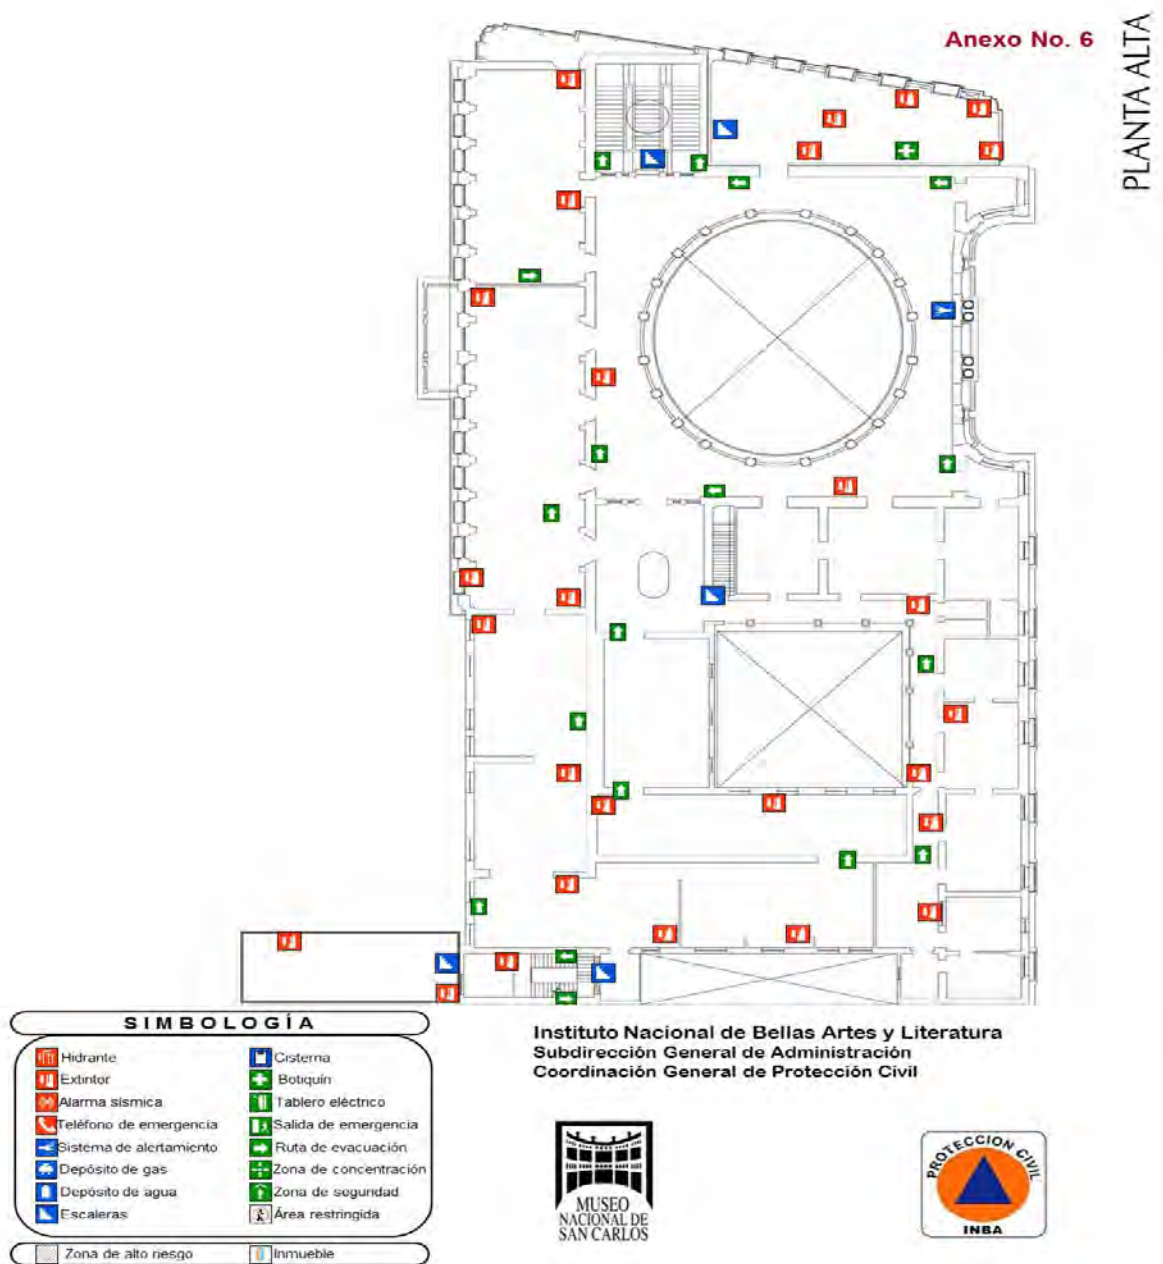 Anexo No. 6
PLANTA ALTA
SIMBOLOGÍA
Hidrante
Extintor
Alarma sísmica
Teléfono de emergencia
Sistema de alertamiento
Depósito de gas
Depósito de agua
Escaleras
Cisterna
Botiquín
Tablero eléctrico
Salida de emergencia
Ruta de evacuación
Zona de concentración
Zona de seguridad
Área restringida
Zona de alto riesgo
Inmueble
Instituto Nacional de Bellas Artes y Literatura
Subdirección General de Administración
Coordinación General de Protección Civil
MUSEO
NACIONAL DE
SAN CARLOS
PROTECCION CIVIL
INBA